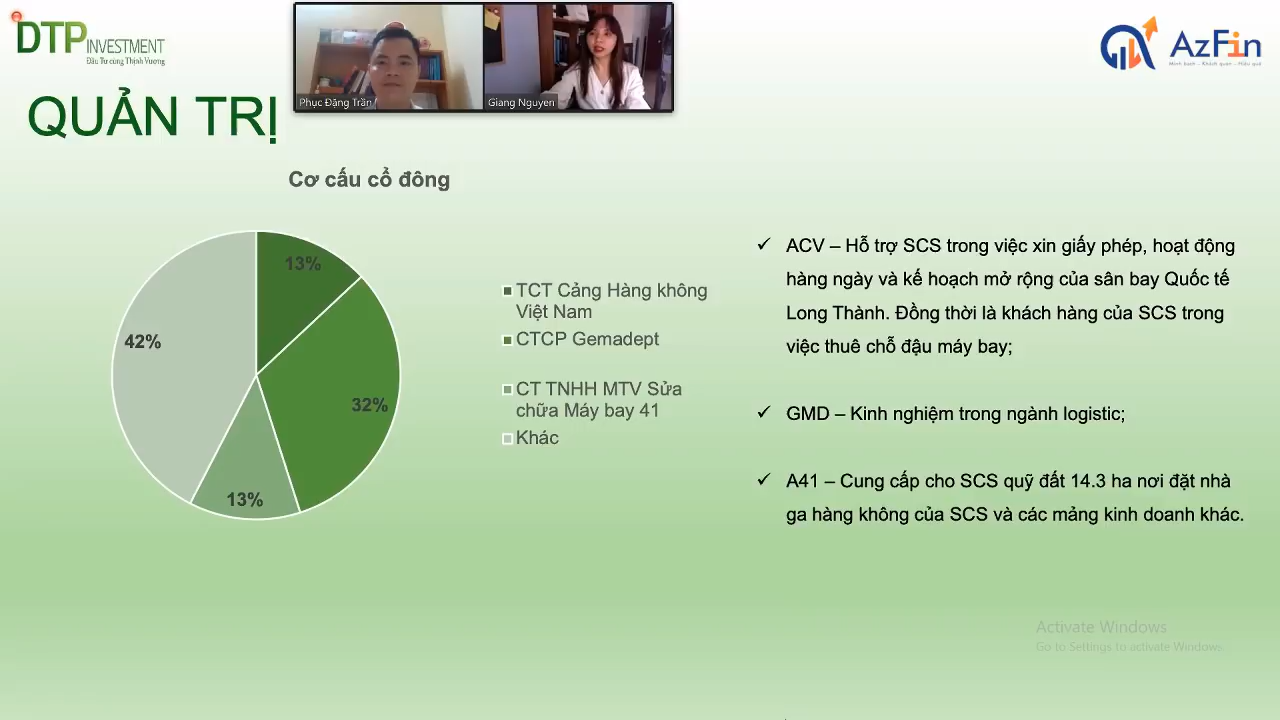 DTP INVESTMENT
Đầu Tư cùng Thịnh Vượng
Phục Đặng Trần
Giang Nguyen
AzFin
Minh bạch – Khách quan – Hiệu quả
QUẢN TRỊ
Cơ cấu cổ đông
13%
32%
13%
42%
TCT Cảng Hàng không
Việt Nam
CTCP Gemadept
CT TNHH MTV Sửa
chữa Máy bay 41
Khác
✓ ACV – Hỗ trợ SCS trong việc xin giấy phép, hoạt động
hàng ngày và kế hoạch mở rộng của sân bay Quốc tế
Long Thành. Đồng thời là khách hàng của SCS trong
việc thuê chỗ đậu máy bay;
✓ GMD – Kinh nghiệm trong ngành logistic;
✓ A41 – Cung cấp cho SCS quỹ đất 14.3 ha nơi đặt nhà
ga hàng không của SCS và các mảng kinh doanh khác.
Activate Windows
Go to Settings to activate Windows.